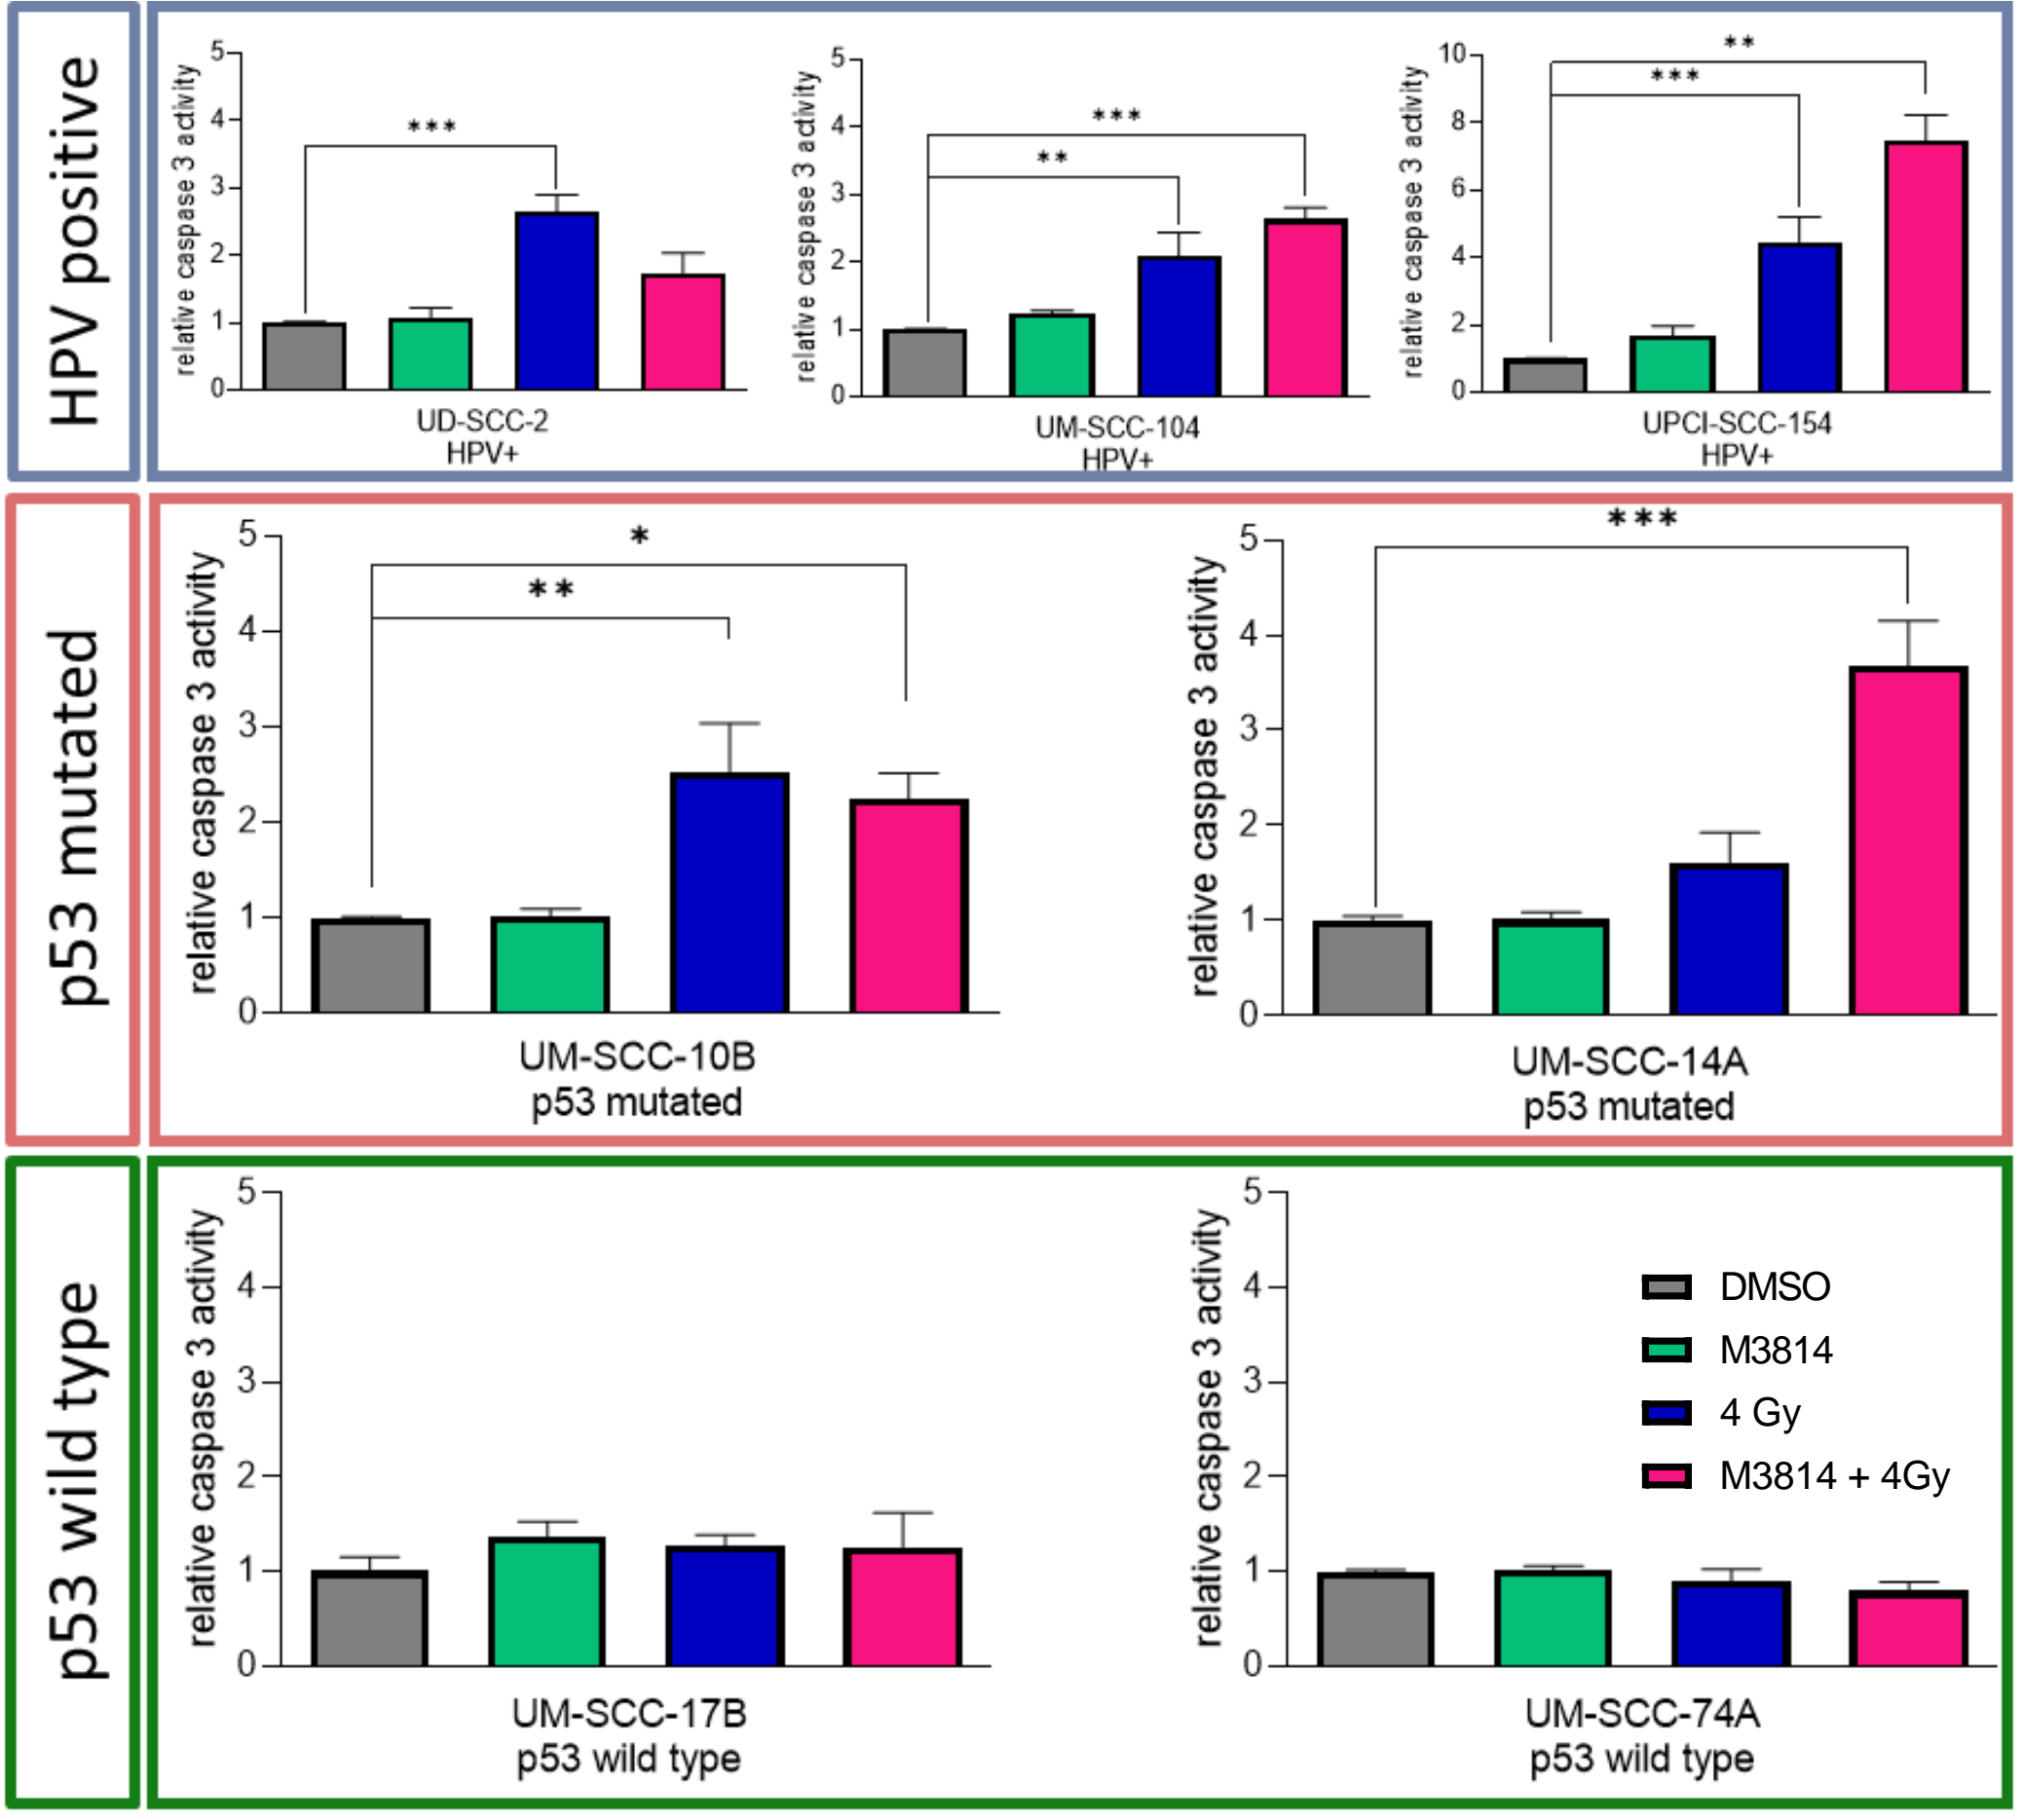 HPV positive
relative caspase 3 activity
5
4
3
2
1
0
***
UD-SCC-2
HPV+
relative caspase 3 activity
5
4
3
2
1
0
***
**
UM-SCC-104
HPV+
relative caspase 3 activity
10
8
6
4
2
0
**
***
UPCI-SCC-154
HPV+
p53 mutated
relative caspase 3 activity
5
4
3
2
1
0
*
**
UM-SCC-10B
p53 mutated
relative caspase 3 activity
5
4
3
2
1
0
***
UM-SCC-14A
p53 mutated
p53 wild type
relative caspase 3 activity
5
4
3
2
1
0
UM-SCC-17B
p53 wild type
relative caspase 3 activity
5
4
3
2
1
0
UM-SCC-74A
p53 wild type
DMSO
M3814
4 Gy
M3814 + 4Gy